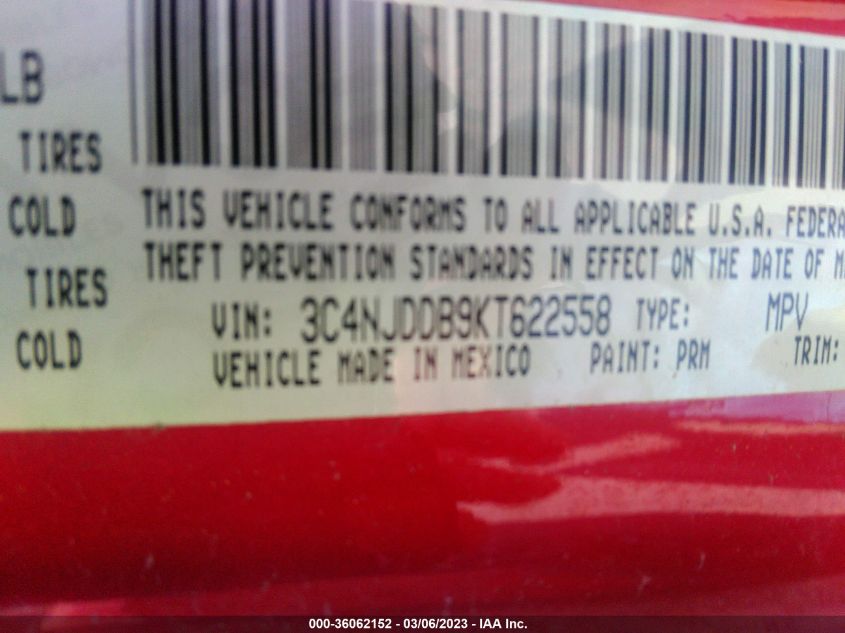 LB
TIRES
COLD
TIRES
COLD
THIS VEHICLE CONFORMS TO ALL APPLICABLE U.S.A. FEDERA
THEFT PREVENTION STANDARDS IN EFFECT ON THE DATE OF M
VIN: 3C4NJDDB9KT622558 TYPE: MPV
VEHICLE MADE IN MEXICO PAINT: PRM TRIM:
000-36062152 - 03/06/2023 - IAA Inc.